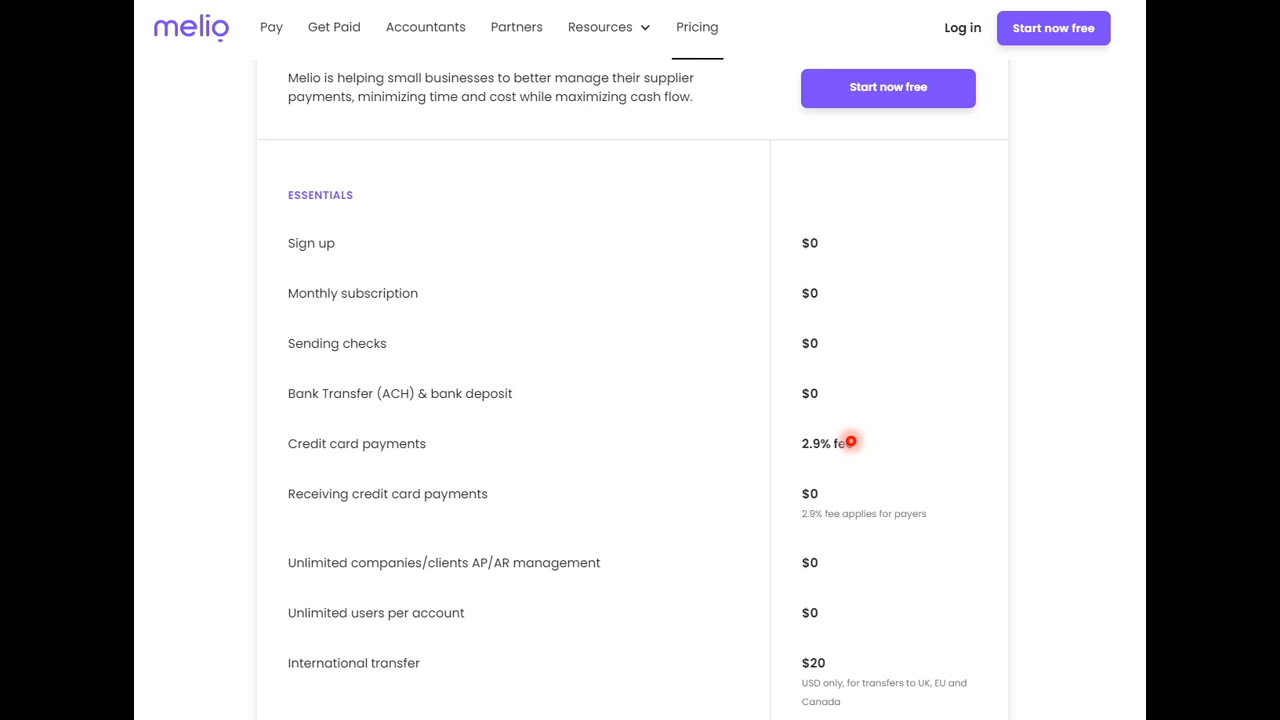 melio
Pay
Get Paid
Accountants
Partners
Resources
Pricing
Log in
Start now free
Melio is helping small businesses to better manage their supplier
payments, minimizing time and cost while maximizing cash flow.
Start now free
ESSENTIALS
Sign up
$0
Monthly subscription
$0
Sending checks
$0
Bank Transfer (ACH) & bank deposit
$0
Credit card payments
2.9% fee
Receiving credit card payments
$0
2.9% fee applies for payers
Unlimited companies/clients AP/AR management
$0
Unlimited users per account
$0
International transfer
$20
USD only, for transfers to UK, EU and
Canada